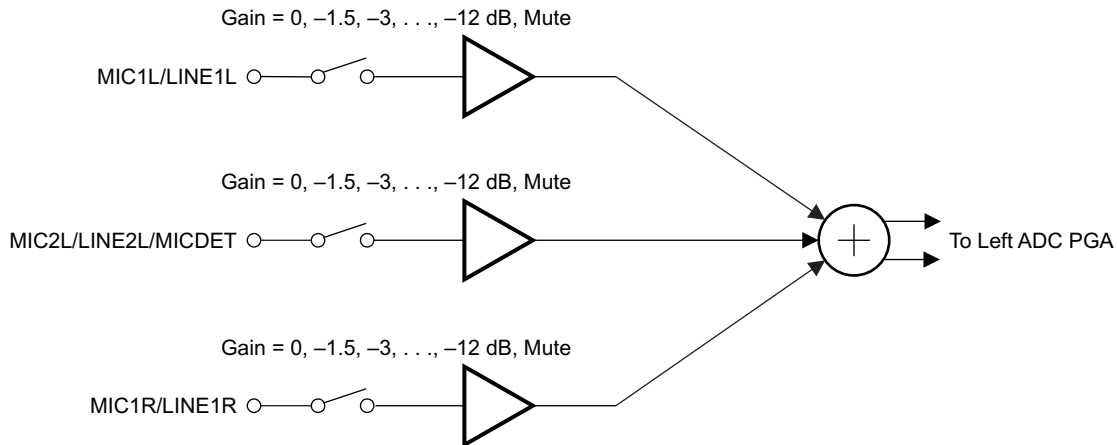 Gain = 0, –1.5, –3, . . ., –12 dB, Mute
MIC1L/LINE1L
Gain = 0, –1.5, –3, . . ., –12 dB, Mute
MIC2L/LINE2L/MICDET
To Left ADC PGA
Gain = 0, –1.5, –3, . . ., –12 dB, Mute
MIC1R/LINE1R